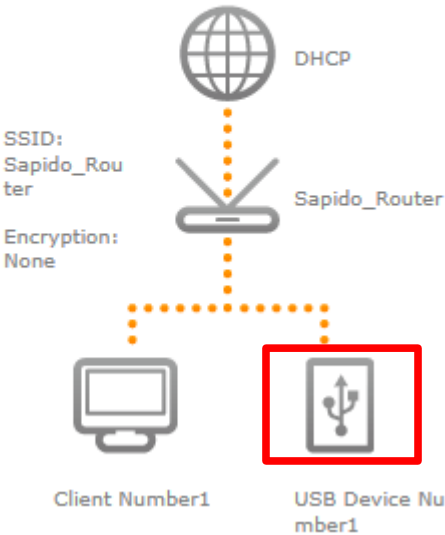 DHCP
SSID:
Sapido_Rou
ter
Sapido_Router
Encryption:
None
Client Number1
USB Device Nu
mber1